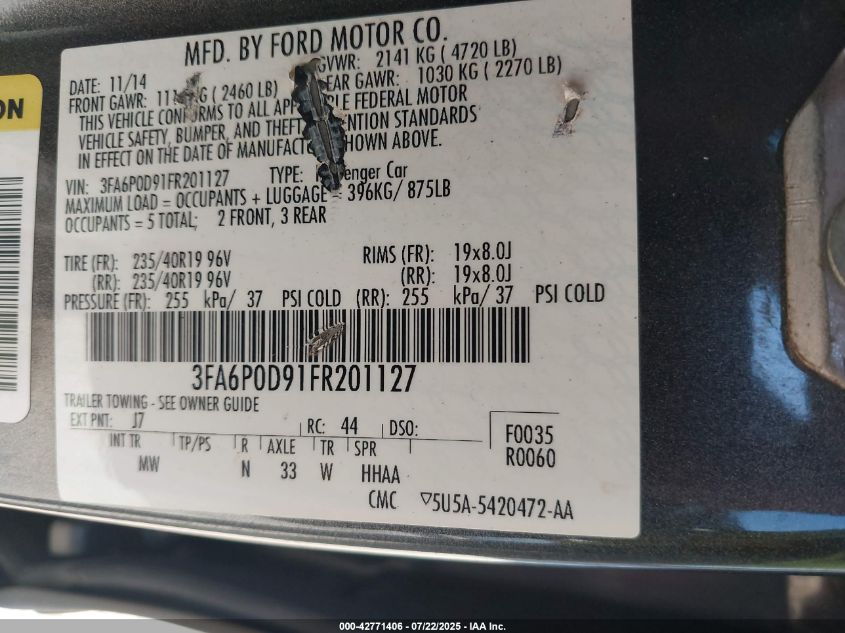 ON
MFD. BY FORD MOTOR CO.
DATE: 11/14 GVWR: 2141 KG ( 4720 LB)
FRONT GAWR: KG ( 2460 LB) REAR GAWR: 1030 KG ( 2270 LB)
THIS VEHICLE CONFORMS TO ALL FEDERAL MOTOR
VEHICLE SAFETY, BUMPER, AND THEFT STANDARDS
IN EFFECT ON THE DATE OF SHOWN ABOVE.
VIN: 3FA6P0D91FR201127 TYPE: Car
MAXIMUM LOAD = OCCUPANTS + LUGGAGE = 396KG/ 875LB
OCCUPANTS = 5 TOTAL; 2 FRONT, 3 REAR
TIRE (FR): 235/40R19 96V RIMS (FR): 19x8.0J
(RR): 235/40R19 96V (RR): 19x8.0J
PRESSURE (FR): 255 kPa/ 37 PSI COLD (RR): 255 kPa/ 37 PSI COLD
3FA6P0D91FR201127
TRAILER TOWING - SEE OWNER GUIDE
EXT PNT: J7 RC: 44 DSO: F0035
INT TR TP/PS R AXLE TR SPR R0060
MW N 33 W HHAA
CMC ▽5U5A-5420472-AA
000-42771406 - 07/22/2025 - IAA Inc.